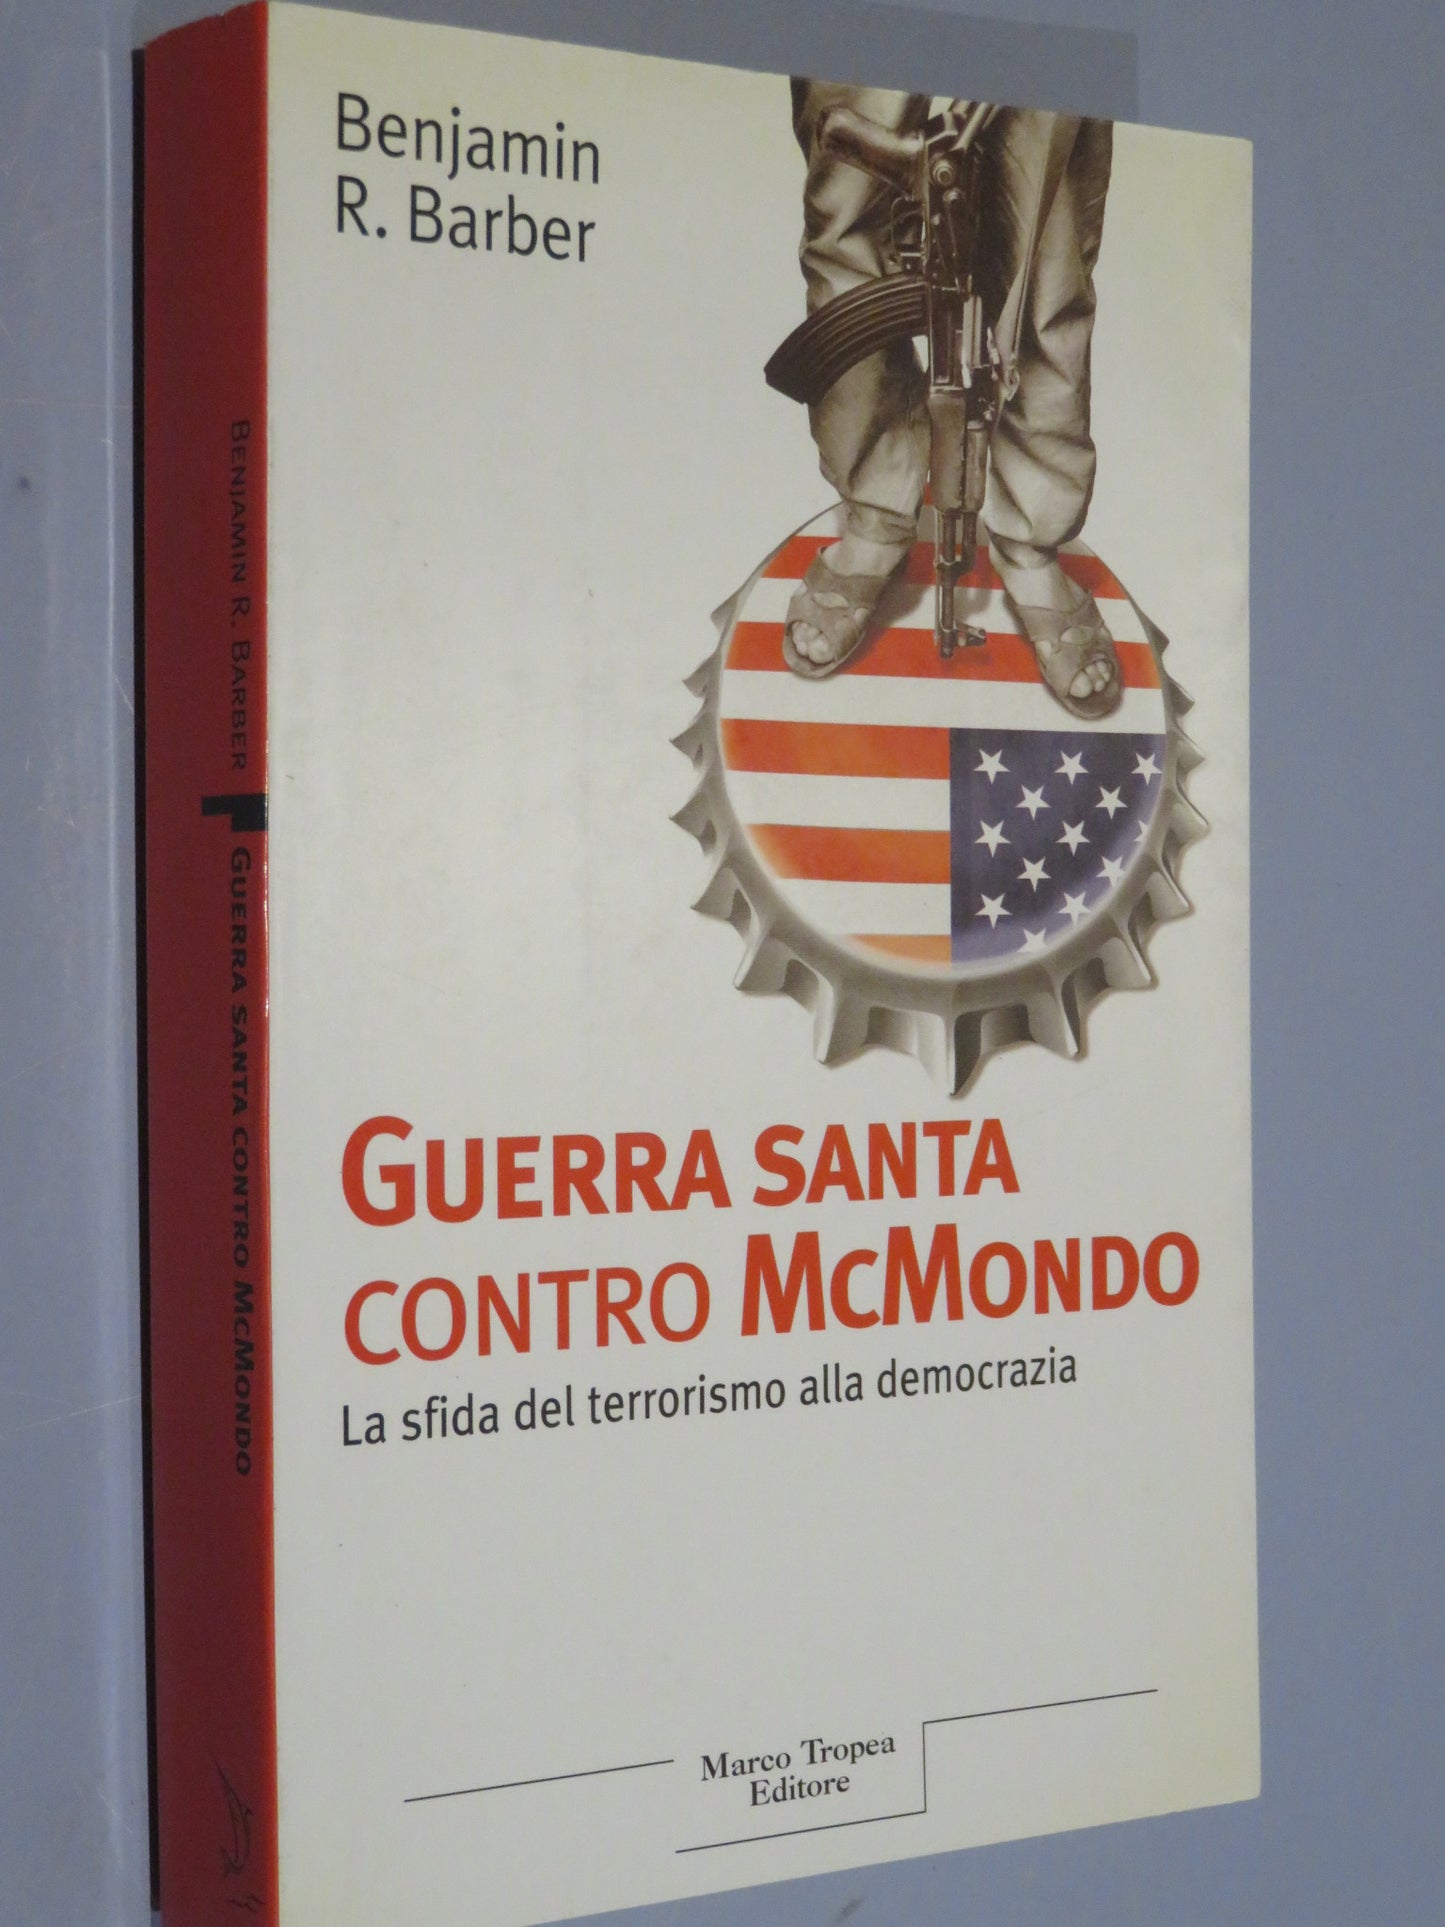 Benjamin
R. Barber
GUERRA SANTA
CONTRO MCMONDO
La sfida del terrorismo alla democrazia
Marco Tropea
Editore
BENJAMIN R. BARBER GUERRA SANTA CONTRO MCMONDO